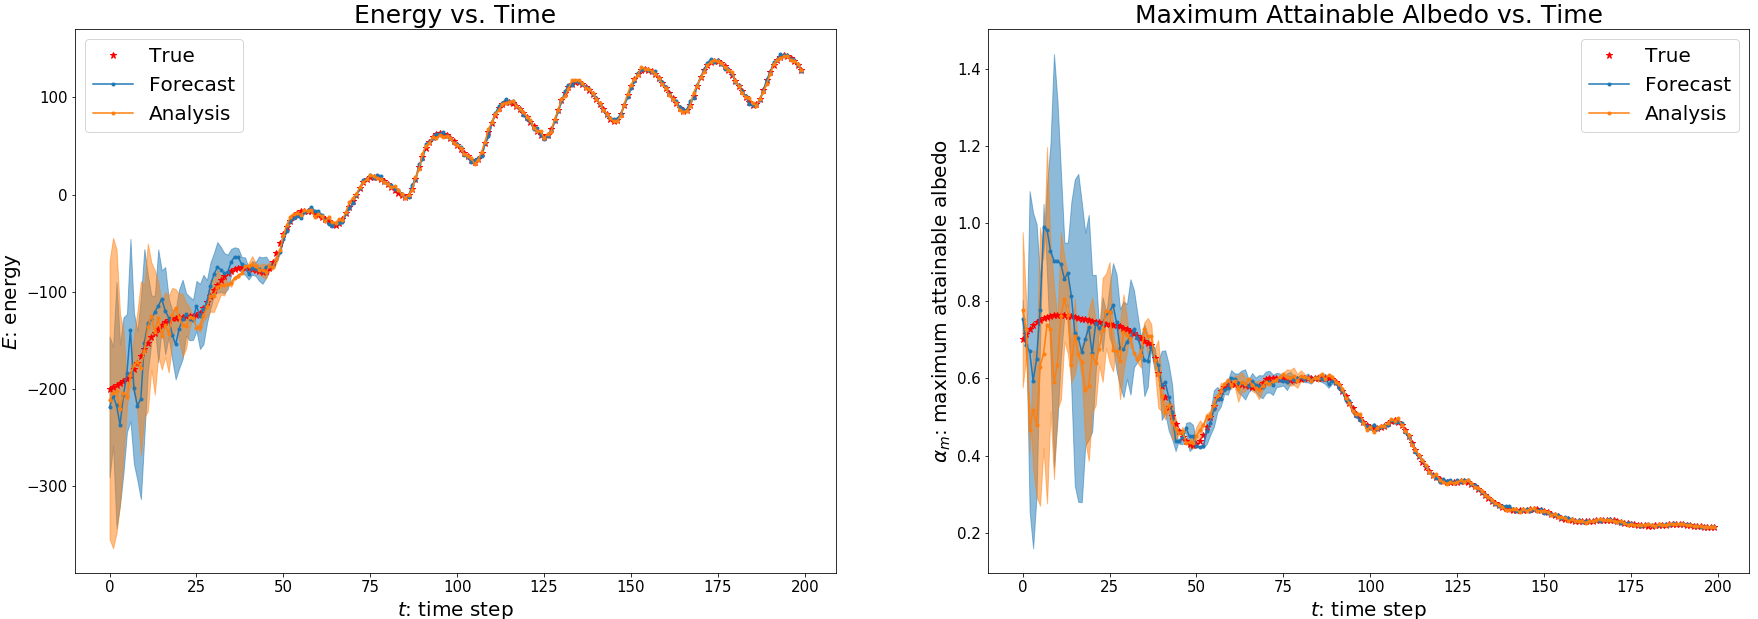 Energy vs. Time
True
Forecast
Analysis
E: energy
100
0
−100
−200
−300
0 25 50 75 100 125 150 175 200
t: time step
Maximum Attainable Albedo vs. Time
True
Forecast
Analysis
αm: maximum attainable albedo
1.4
1.2
1.0
0.8
0.6
0.4
0.2
0 25 50 75 100 125 150 175 200
t: time step